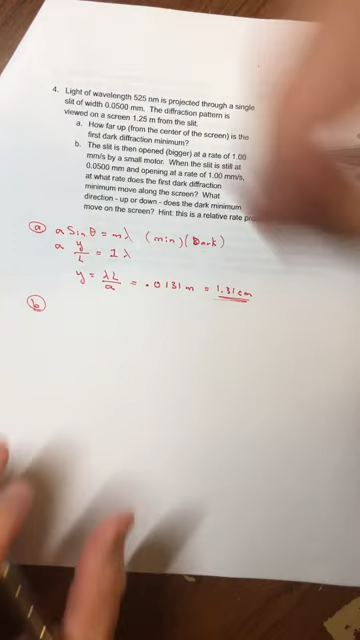 4. Light of wavelength 525 nm is projected through a single
slit of width 0.0500 mm. The diffraction pattern is
viewed on a screen 1.25 m from the slit.
a. How far up (from the center of the screen) is the
first dark diffraction minimum?
b. The slit is then opened (bigger) at a rate of 1.00
mm/s by a small motor. When the slit is still at
0.0500 mm and opening at a rate of 1.00 mm/s,
at what rate does the first dark diffraction
minimum move along the screen? What
direction - up or down - does the dark minimum
move on the screen? Hint: this is a relative rate
(a) a Sin θ = mλ (min) (Dark)
a y/L = 1λ
y = λL/a = .0131 m = 1.31 cm
(b)